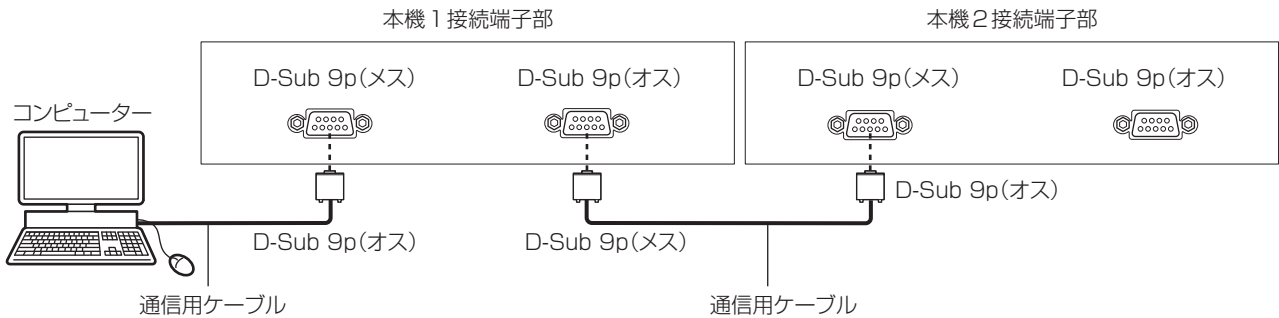 本機1接続端子部
本機2接続端子部
D-Sub 9p(メス)
D-Sub 9p(オス)
D-Sub 9p(メス)
D-Sub 9p(オス)
コンピューター
D-Sub 9p(オス)
D-Sub 9p(オス)
D-Sub 9p(メス)
通信用ケーブル
通信用ケーブル